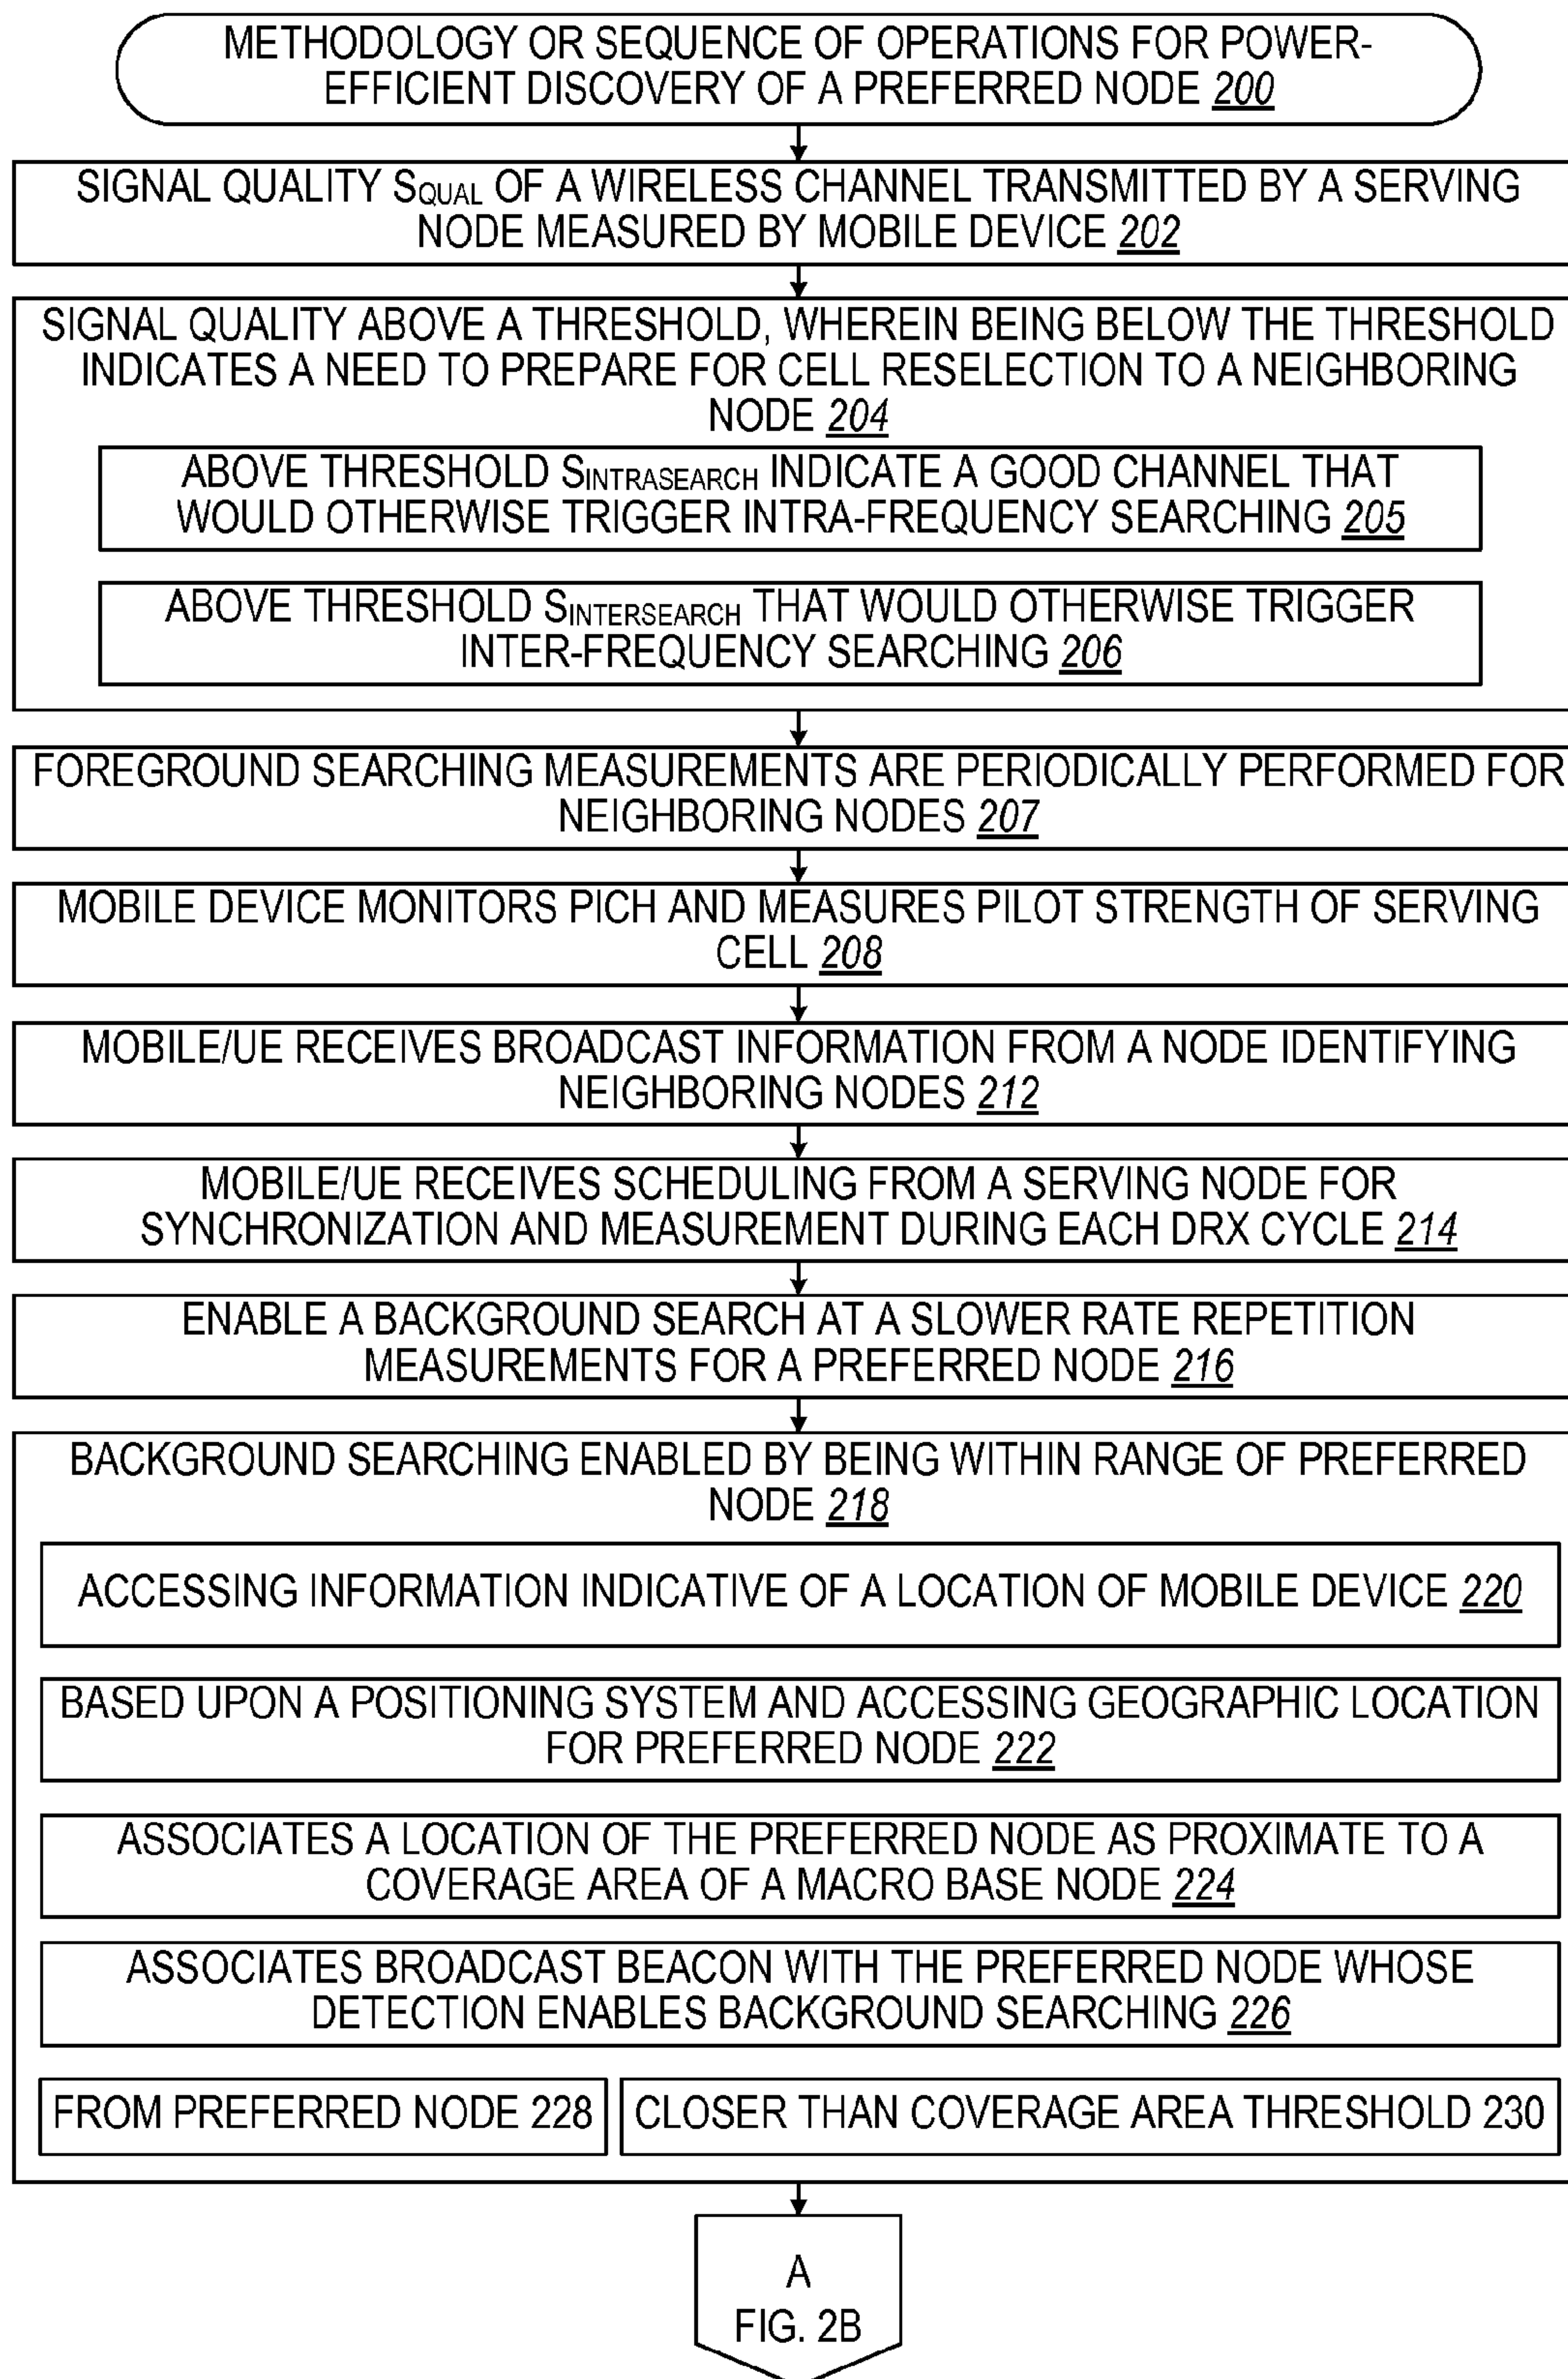 METHODOLOGY OR SEQUENCE OF OPERATIONS FOR POWER-
EFFICIENT DISCOVERY OF A PREFERRED NODE 200
SIGNAL QUALITY SQUAL OF A WIRELESS CHANNEL TRANSMITTED BY A SERVING
NODE MEASURED BY MOBILE DEVICE 202
SIGNAL QUALITY ABOVE A THRESHOLD, WHEREIN BEING BELOW THE THRESHOLD
INDICATES A NEED TO PREPARE FOR CELL RESELECTION TO A NEIGHBORING
NODE 204
ABOVE THRESHOLD SINTRASEARCH INDICATE A GOOD CHANNEL THAT
WOULD OTHERWISE TRIGGER INTRA-FREQUENCY SEARCHING 205
ABOVE THRESHOLD SINTERSEARCH THAT WOULD OTHERWISE TRIGGER
INTER-FREQUENCY SEARCHING 206
FOREGROUND SEARCHING MEASUREMENTS ARE PERIODICALLY PERFORMED FOR
NEIGHBORING NODES 207
MOBILE DEVICE MONITORS PICH AND MEASURES PILOT STRENGTH OF SERVING
CELL 208
MOBILE/UE RECEIVES BROADCAST INFORMATION FROM A NODE IDENTIFYING
NEIGHBORING NODES 212
MOBILE/UE RECEIVES SCHEDULING FROM A SERVING NODE FOR
SYNCHRONIZATION AND MEASUREMENT DURING EACH DRX CYCLE 214
ENABLE A BACKGROUND SEARCH AT A SLOWER RATE REPETITION
MEASUREMENTS FOR A PREFERRED NODE 216
BACKGROUND SEARCHING ENABLED BY BEING WITHIN RANGE OF PREFERRED
NODE 218
ACCESSING INFORMATION INDICATIVE OF A LOCATION OF MOBILE DEVICE 220
BASED UPON A POSITIONING SYSTEM AND ACCESSING GEOGRAPHIC LOCATION
FOR PREFERRED NODE 222
ASSOCIATES A LOCATION OF THE PREFERRED NODE AS PROXIMATE TO A
COVERAGE AREA OF A MACRO BASE NODE 224
ASSOCIATES BROADCAST BEACON WITH THE PREFERRED NODE WHOSE
DETECTION ENABLES BACKGROUND SEARCHING 226
FROM PREFERRED NODE 228
CLOSER THAN COVERAGE AREA THRESHOLD 230
A
FIG. 2B